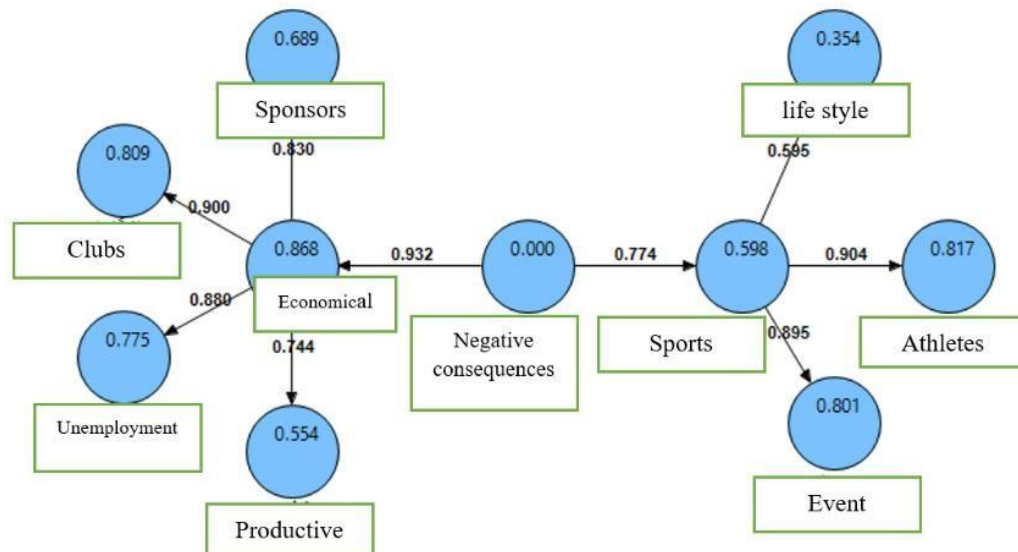 0.689
0.354
Sponsors
life style
0.830
0.595
0.809
0.900
Clubs
0.868
0.932
0.000
0.774
0.598
0.904
0.817
Economical
0.880
0.744
0.775
Negative
consequences
Sports
0.895
Athletes
Unemployment
0.554
0.801
Productive
Event